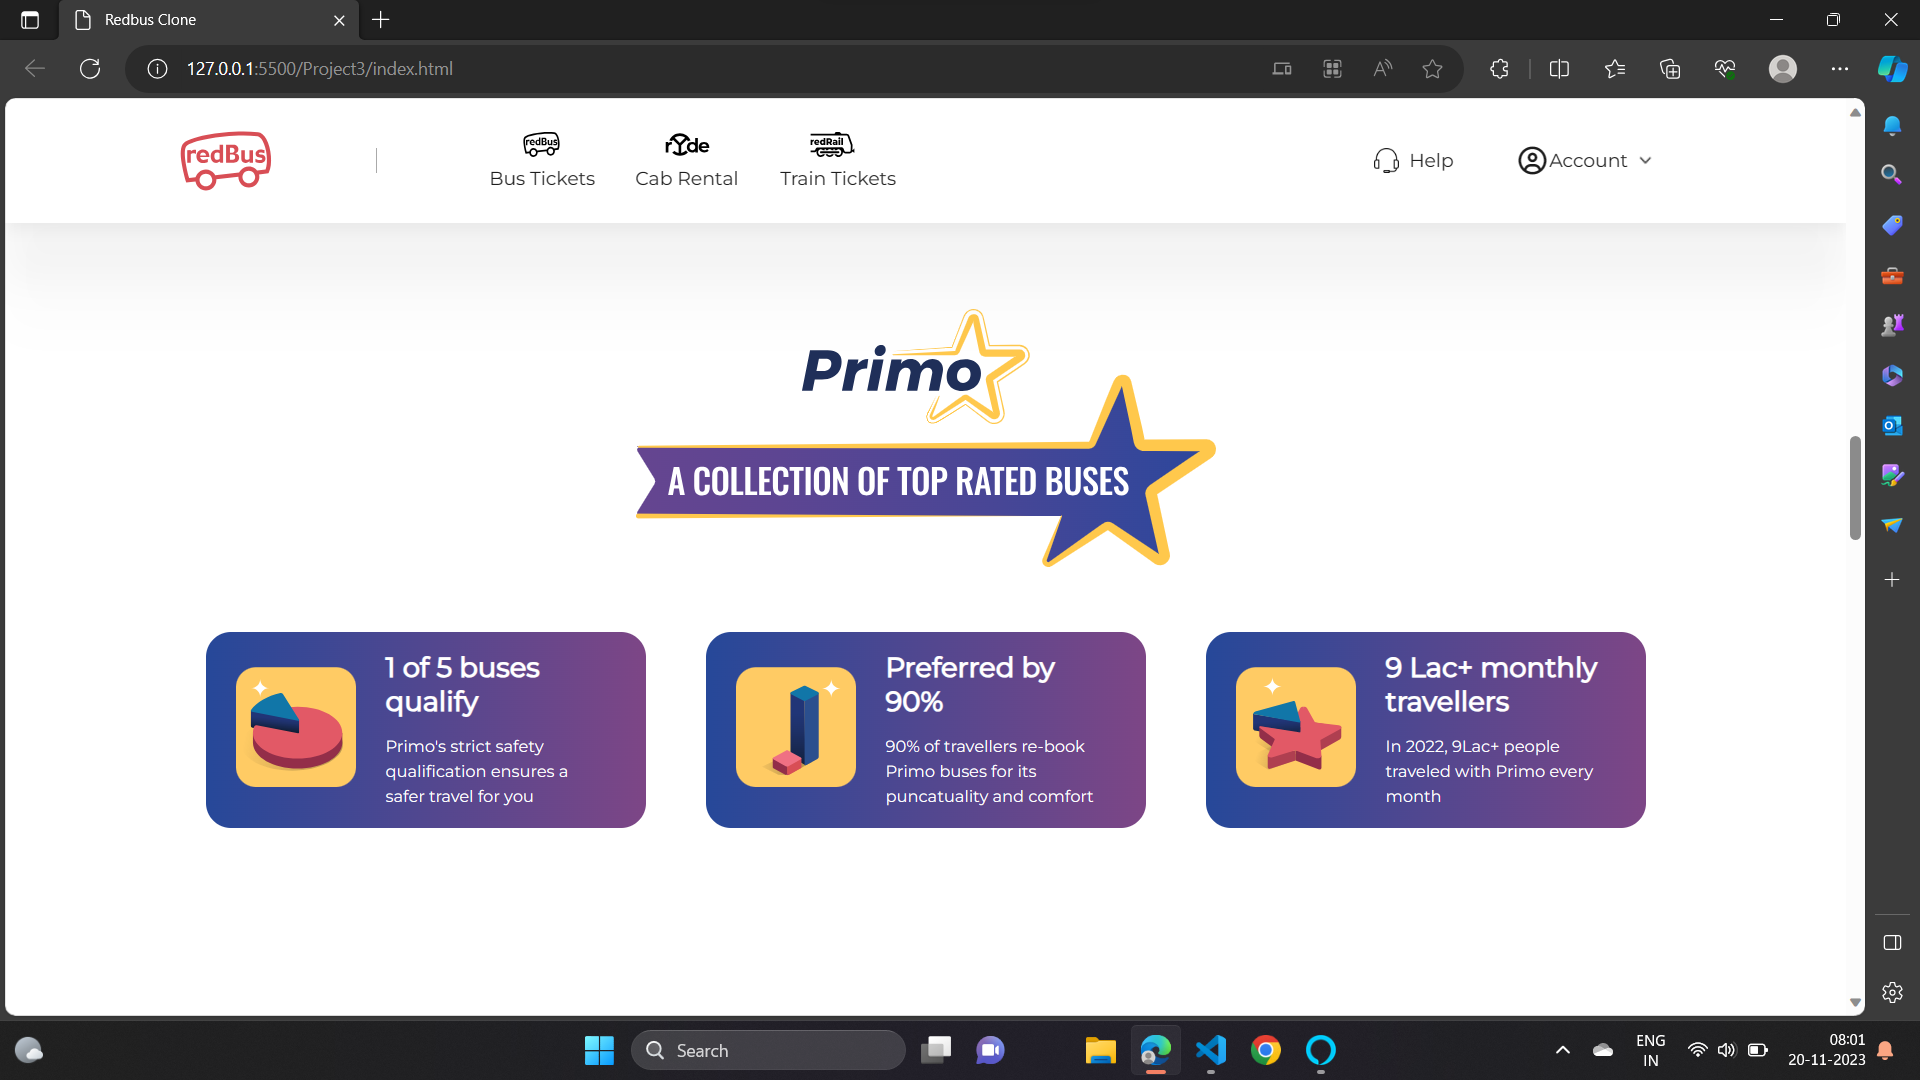 Redbus Clone
127.0.0.1:5500/Project3/index.html
redBus
redBus
rYde
redRail
Bus Tickets
Cab Rental
Train Tickets
Help
Account
Primo
A COLLECTION OF TOP RATED BUSES
1 of 5 buses
qualify
Primo's strict safety
qualification ensures a
safer travel for you
Preferred by
90%
90% of travellers re-book
Primo buses for its
puncatuality and comfort
9 Lac+ monthly
travellers
In 2022, 9Lac+ people
traveled with Primo every
month
Search
ENG
IN
08:01
20-11-2023